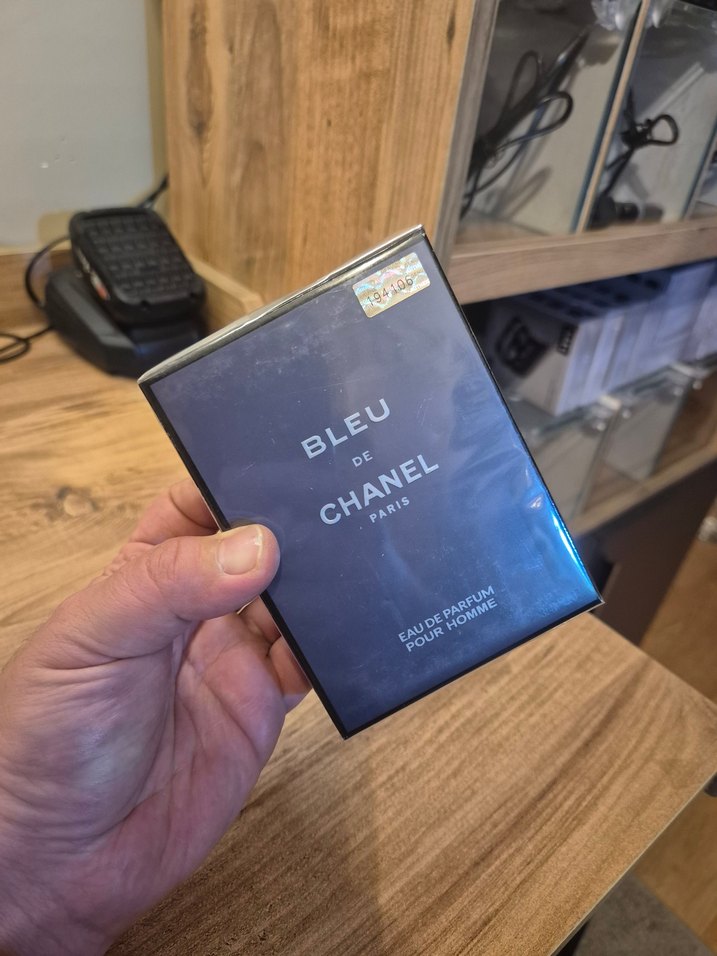 194106
BLEU
DE
CHANEL
PARIS
EAU DE PARFUM
POUR HOMME